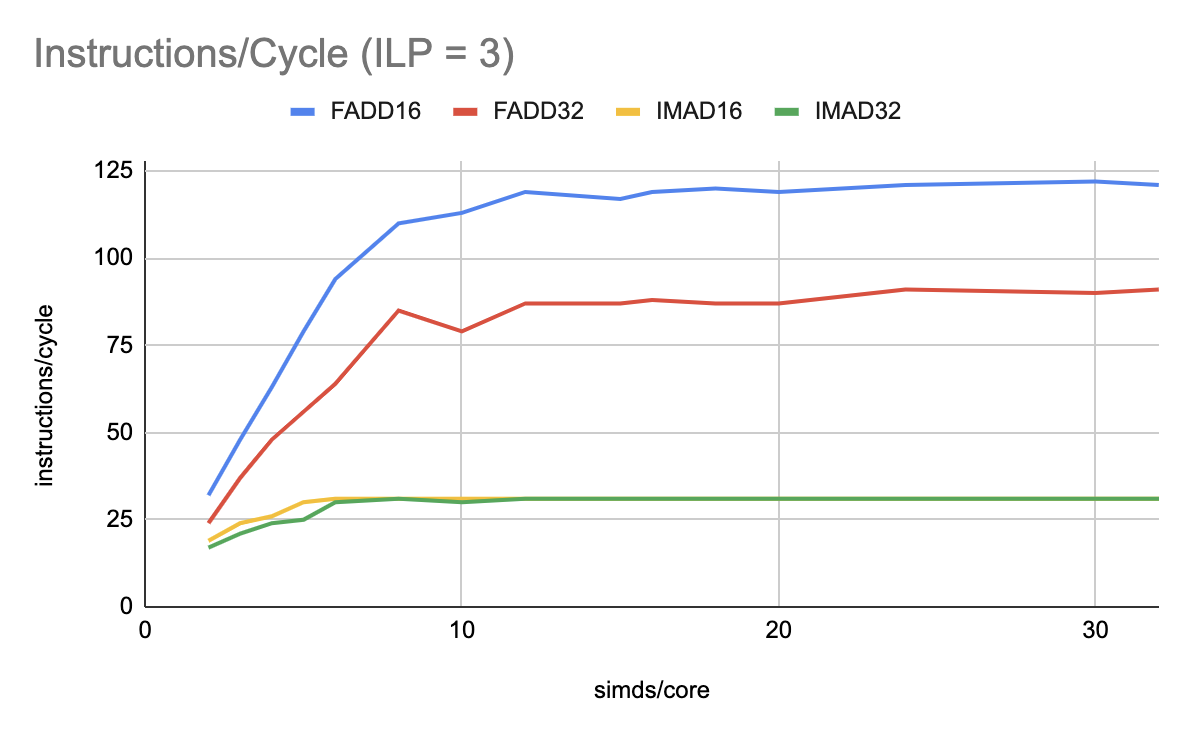 Instructions/Cycle (ILP = 3)
FADD16 FADD32 IMAD16 IMAD32
125
100
75
50
25
0
instructions/cycle
0 10 20 30
simds/core